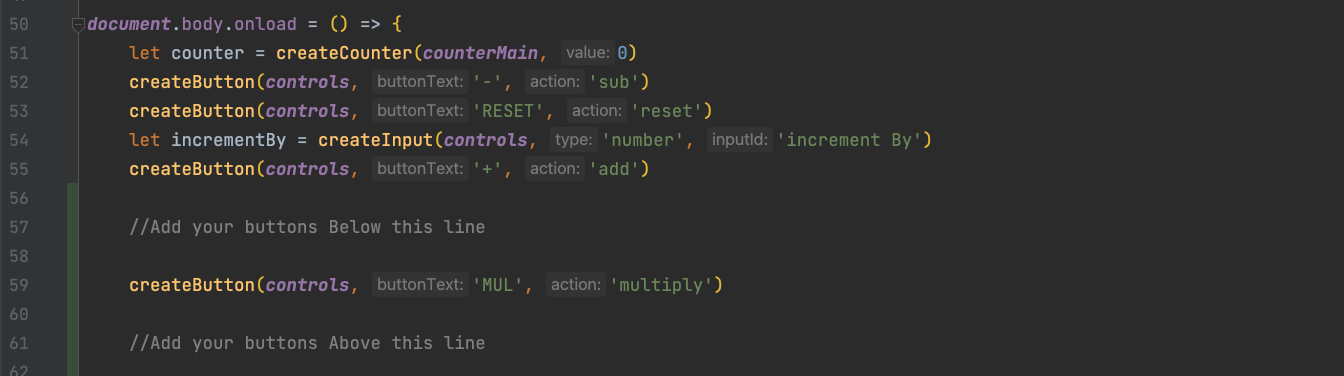 50 document.body.onload = () => {
51 let counter = createCounter(counterMain, value: 0)
52 createButton(controls, buttonText: '-', action: 'sub')
53 createButton(controls, buttonText: 'RESET', action: 'reset')
54 let incrementBy = createInput(controls, type: 'number', inputId: 'increment By')
55 createButton(controls, buttonText: '+', action: 'add')
56
57 //Add your buttons Below this line
58
59 createButton(controls, buttonText: 'MUL', action: 'multiply')
60
61 //Add your buttons Above this line
62